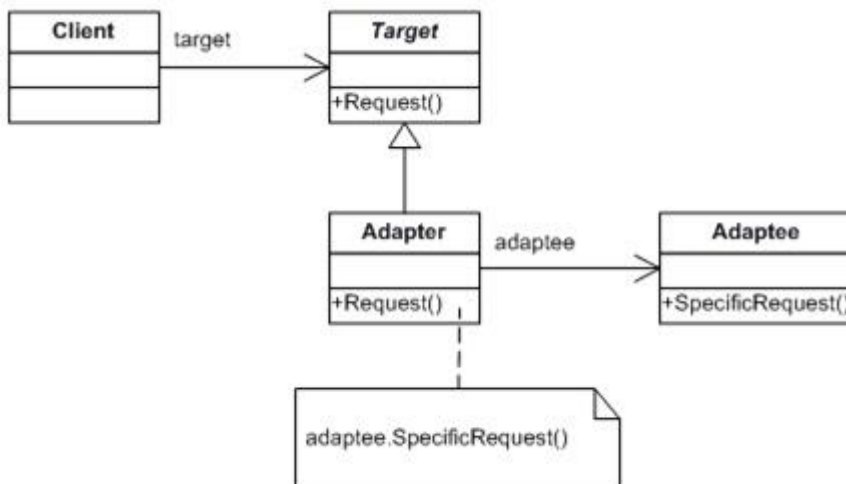 Client
target
Target
+Request()
Adapter
adaptee
Adaptee
+Request()
+SpecificRequest()
adaptee.SpecificRequest()